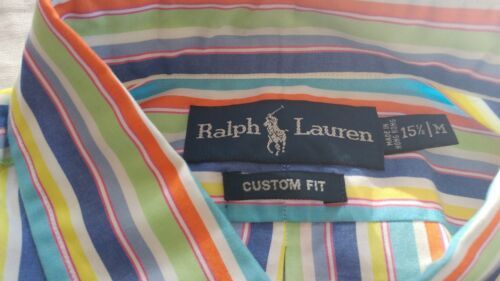 Ralph Lauren
MADE IN
HONG KONG
15½ | M
CUSTOM FIT